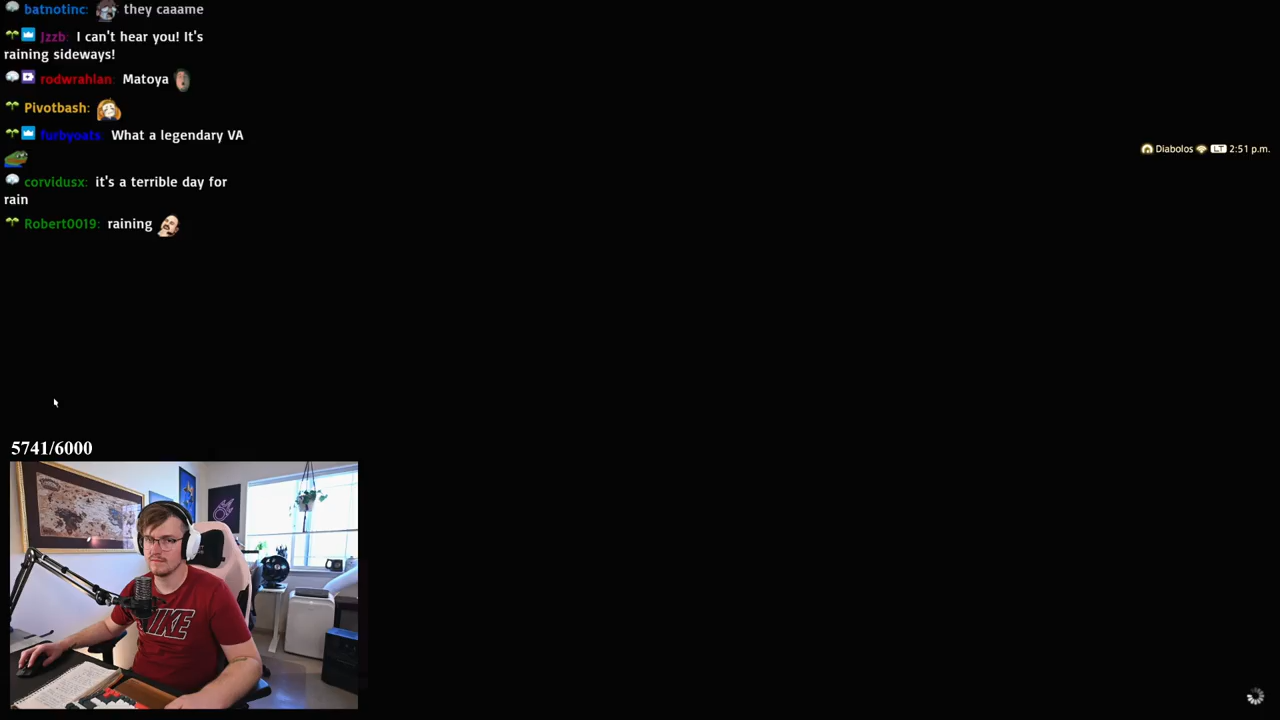 batnotinc: they caaame
Jzzb: I can't hear you! It's
raining sideways!
rodwrahlan: Matoya
Pivotbash:
furbyoats: What a legendary VA
corvidusx: it's a terrible day for
rain
Robert0019: raining
Diabolos LT 2:51 p.m.
5741/6000
NIKE